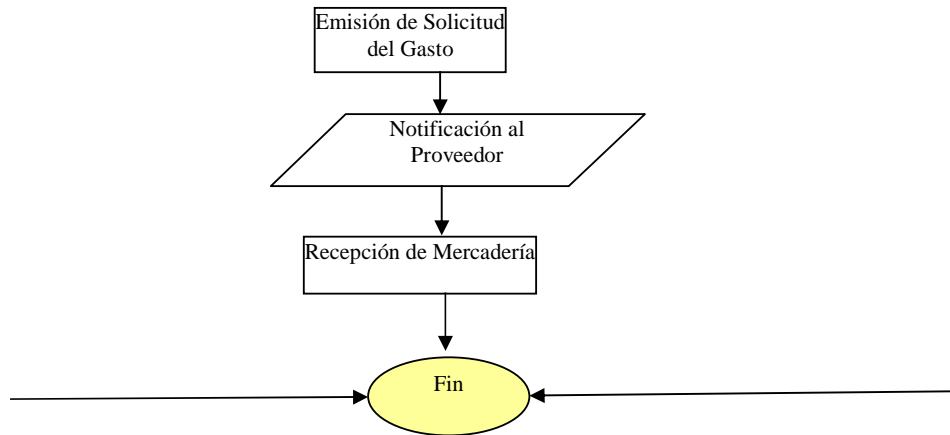 Emisión de Solicitud
del Gasto
Notificación al
Proveedor
Recepción de Mercadería
Fin